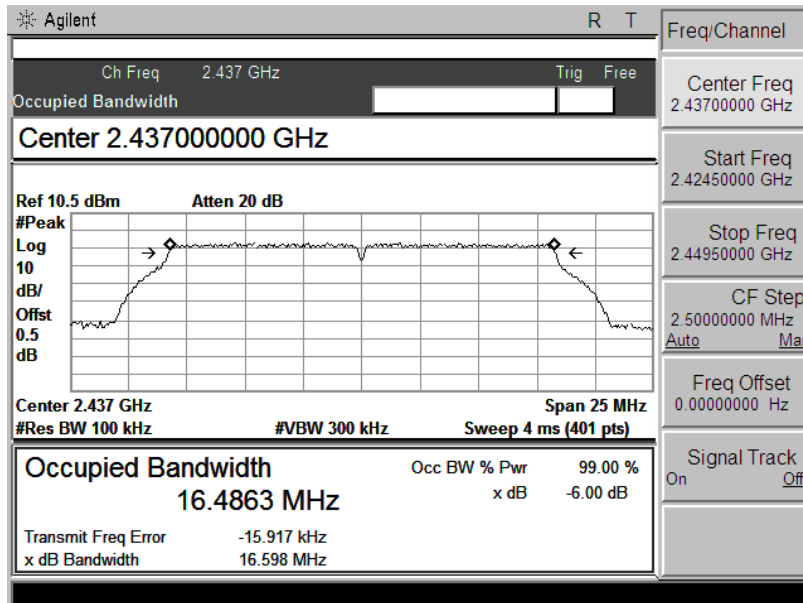 Agilent R T
Ch Freq 2.437 GHz Trig Free
Occupied Bandwidth
Center 2.437000000 GHz
Ref 10.5 dBm Atten 20 dB
#Peak
Log
10
dB/
Offst
0.5
dB
Center 2.437 GHz Span 25 MHz
#Res BW 100 kHz #VBW 300 kHz Sweep 4 ms (401 pts)
Occupied Bandwidth Occ BW % Pwr 99.00 %
16.4863 MHz x dB -6.00 dB
Transmit Freq Error -15.917 kHz
x dB Bandwidth 16.598 MHz
Freq/Channel
Center Freq
2.43700000 GHz
Start Freq
2.42450000 GHz
Stop Freq
2.44950000 GHz
CF Step
2.50000000 MHz
Auto Ma
Freq Offset
0.00000000 Hz
Signal Track
On Off